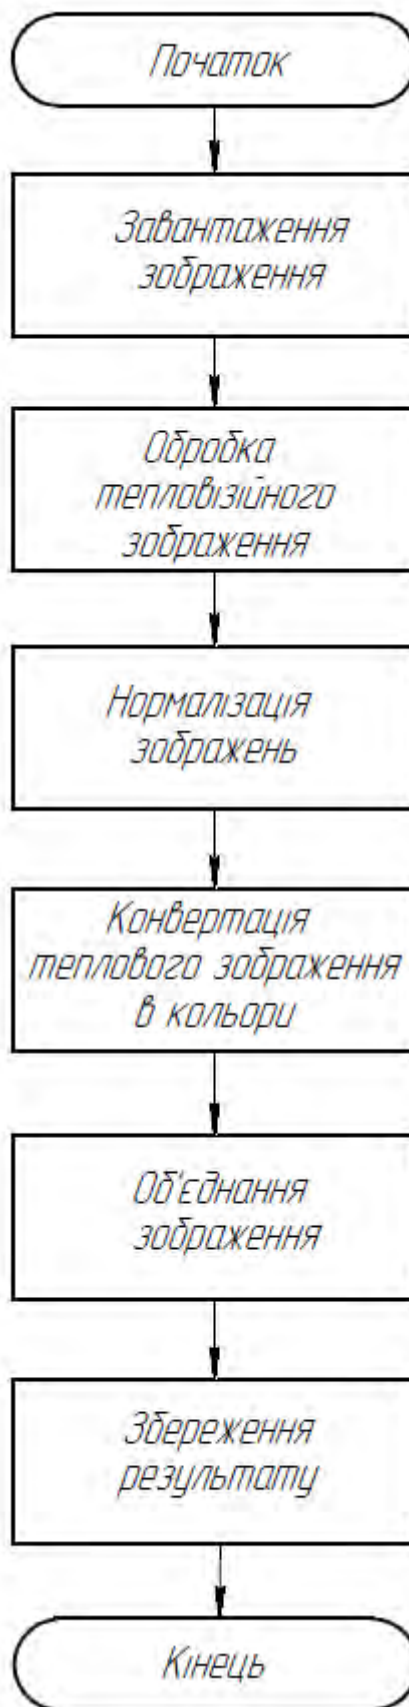 Початок
Завантаження
зображення
Обробка
тепловізійного
зображення
Нормалізація
зображень
Конвертація
теплового зображення
в кольори
Об'єднання
зображення
Збереження
результату
Кінець